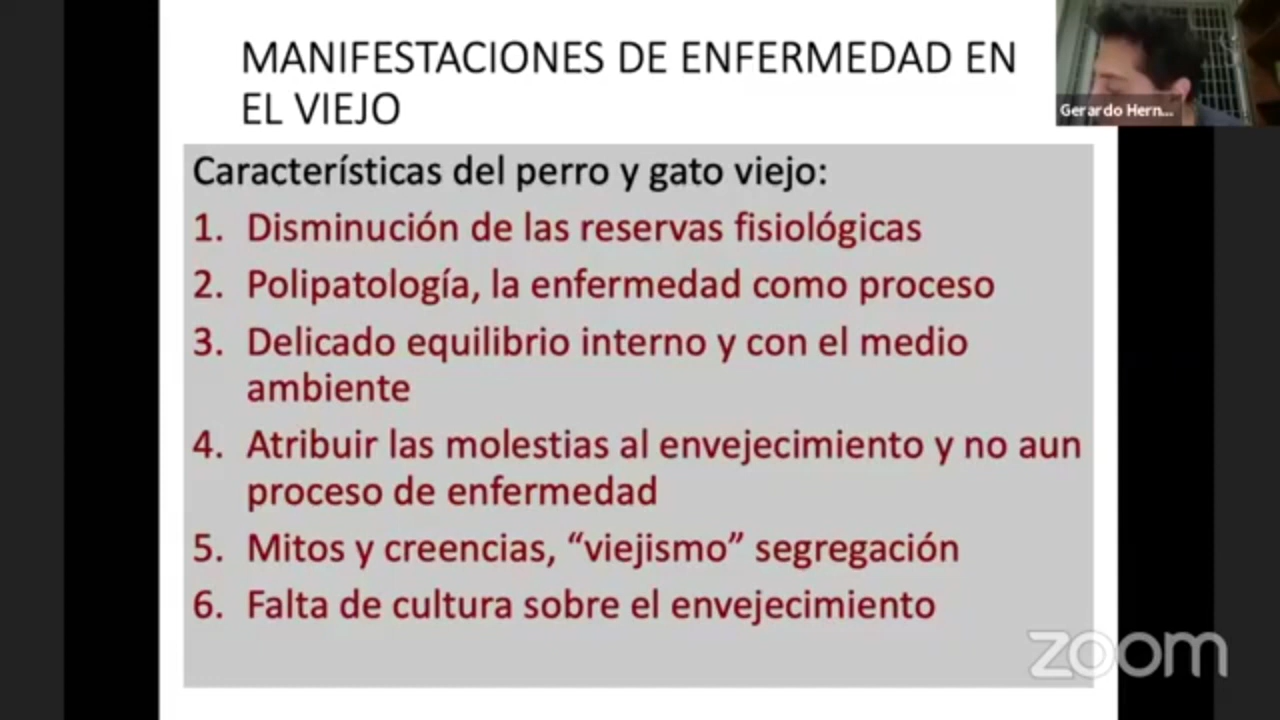 MANIFESTACIONES DE ENFERMEDAD EN
EL VIEJO
Gerardo Hern...
Características del perro y gato viejo:
1. Disminución de las reservas fisiológicas
2. Polipatología, la enfermedad como proceso
3. Delicado equilibrio interno y con el medio
ambiente
4. Atribuir las molestias al envejecimiento y no aun
proceso de enfermedad
5. Mitos y creencias, “viejismo” segregación
6. Falta de cultura sobre el envejecimiento
zoom